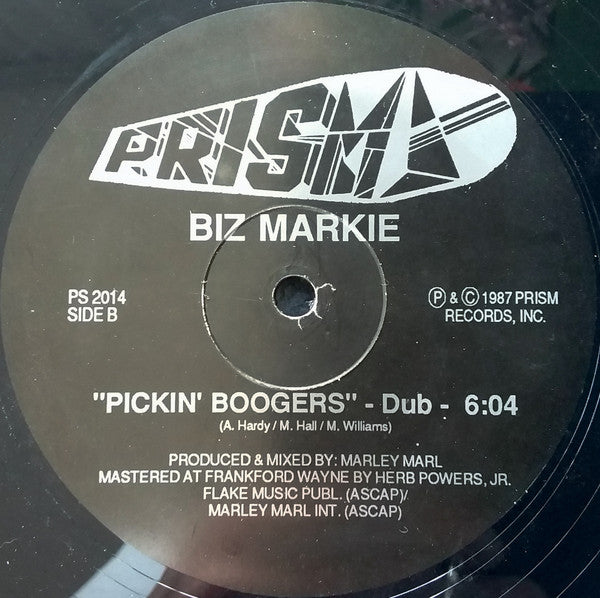 PRISM
BIZ MARKIE
PS 2014
SIDE B
Ⓟ & © 1987 PRISM
RECORDS, INC.
"PICKIN' BOOGERS" - Dub - 6:04
(A. Hardy / M. Hall / M. Williams)
PRODUCED & MIXED BY: MARLEY MARL
MASTERED AT FRANKFORD WAYNE BY HERB POWERS, JR.
FLAKE MUSIC PUBL. (ASCAP)/
MARLEY MARL INT. (ASCAP)